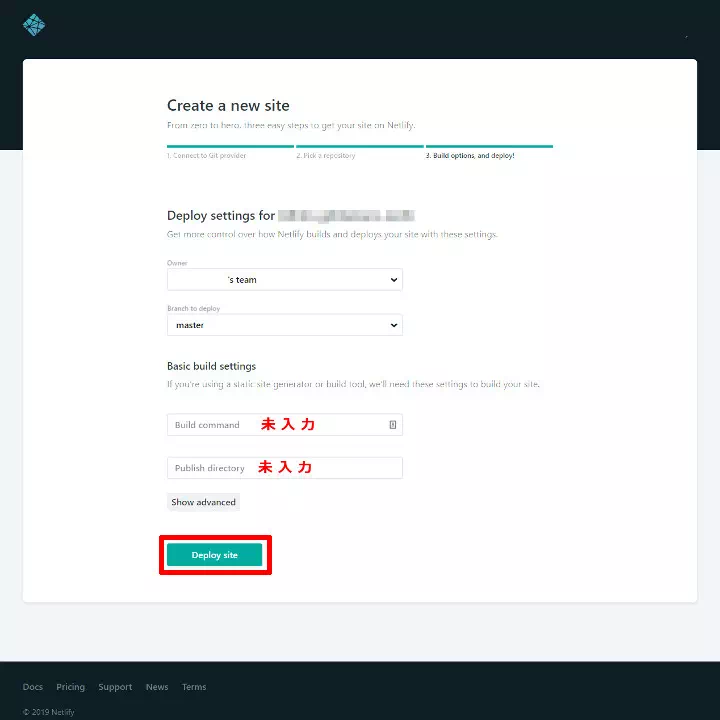 Create a new site
From zero to hero, three easy steps to get your site on Netlify.
1. Connect to Git provider
2. Pick a repository
3. Build options, and deploy!
Deploy settings for
Get more control over how Netlify builds and deploys your site with these settings.
Owner
's team
Branch to deploy
master
Basic build settings
If you're using a static site generator or build tool, we'll need these settings to build your site.
Build command 未入力
Publish directory 未入力
Show advanced
Deploy site
Docs Pricing Support News Terms
© 2019 Netlify